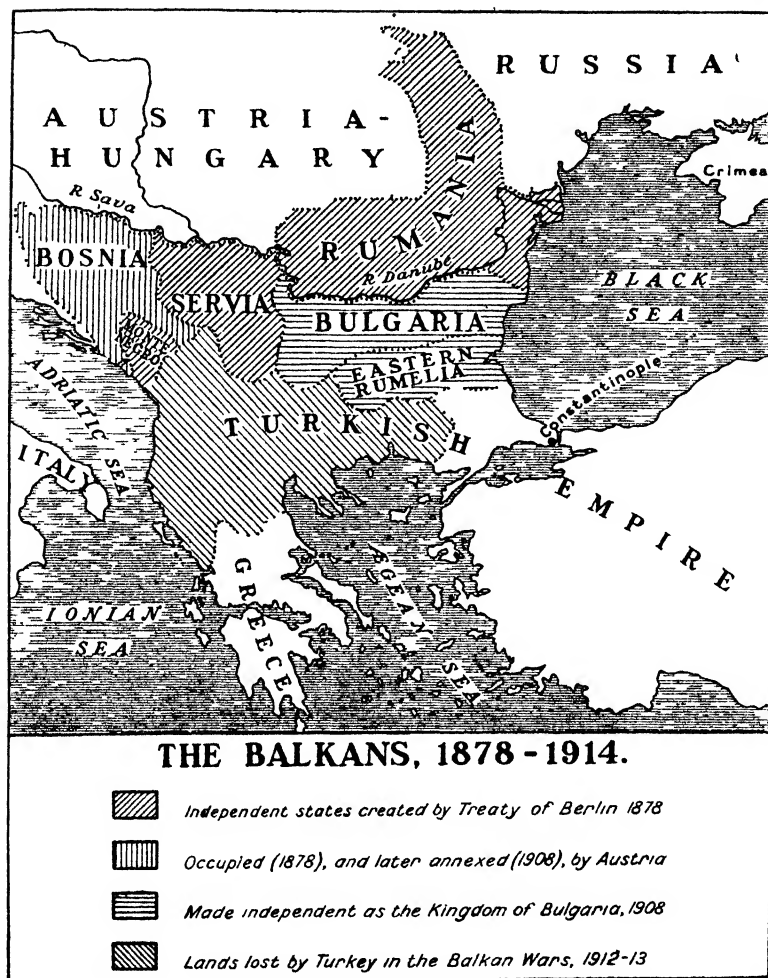 RUSSIA
AUSTRIA-
HUNGARY
Crimea
R Sava
BOSNIA
RUMANIA
R Danube
SERVIA
BLACK
SEA
BULGARIA
MONTE
NEGRO
EASTERN
RUMELIA
ADRIATIC SEA
Constantinople
TURKISH EMPIRE
ITALY
GREECE
ÆGEAN SEA
IONIAN
SEA
THE BALKANS, 1878-1914.
Independent states created by Treaty of Berlin 1878
Occupied (1878), and later annexed (1908), by Austria
Made independent as the Kingdom of Bulgaria, 1908
Lands lost by Turkey in the Balkan Wars, 1912-13